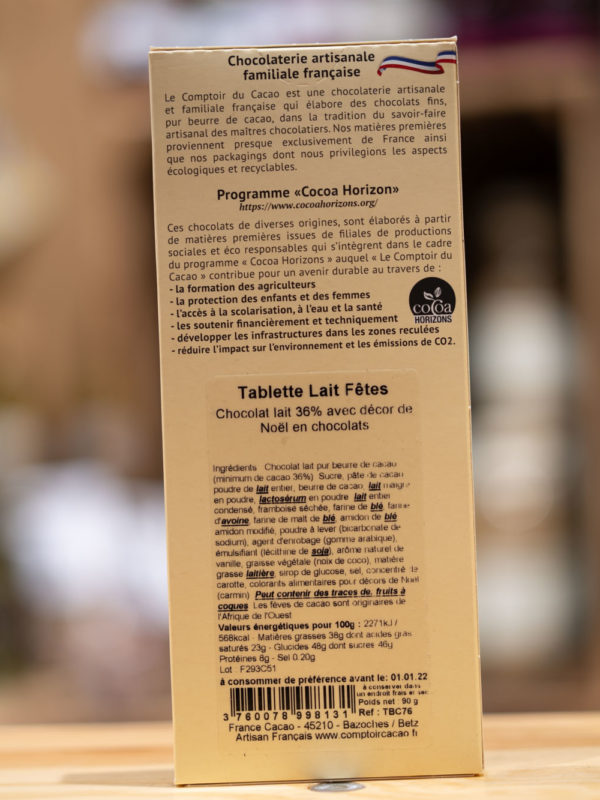 Chocolaterie artisanale
familiale française
Le Comptoir du Cacao est une chocolaterie artisanale
et familiale française qui élabore des chocolats fins,
pur beurre de cacao, dans la tradition du savoir-faire
artisanal des maîtres chocolatiers. Nos matières premières
proviennent presque exclusivement de France ainsi
que nos packagings dont nous privilegions les aspects
écologiques et recyclables.
Programme «Cocoa Horizon»
https://www.cocoahorizons.org/
Ces chocolats de diverses origines, sont élaborés à partir
de matières premières issues de filiales de productions
sociales et éco responsables qui s'intègrent dans le cadre
du programme « Cocoa Horizons » auquel « Le Comptoir du
Cacao » contribue pour un avenir durable au travers de :
- la formation des agriculteurs
- la protection des enfants et des femmes
- l'accès à la scolarisation, à l'eau et la santé
- les soutenir financièrement et techniquement
- développer les infrastructures dans les zones reculées
- réduire l'impact sur l'environnement et les émissions de CO2.
cocoa
HORIZONS
Tablette Lait Fêtes
Chocolat lait 36% avec décor de
Noël en chocolats
Ingrédients : Chocolat lait pur beurre de cacao
(minimum de cacao 36%) Sucre, pâte de cacao
poudre de lait entier, beurre de cacao, lait maigre
en poudre, lactosérum en poudre lait entier
condensé, framboise séchée, farine de blé, farine
d'avoine, farine de malt de blé, amidon de blé
amidon modifié, poudre à lever (bicarbonate de
sodium), agent d'enrobage (gomme arabique),
émulsifiant (lécithine de soja), arôme naturel de
vanille, graisse végétale (noix de coco), matière
grasse laitière, sirop de glucose, sel, concentré de
carotte, colorants alimentaires pour décors de Noël
(carmin) Peut contenir des traces de, fruits à
coques Les fèves de cacao sont originaires de
l'Afrique de l'Ouest
Valeurs énergétiques pour 100g : 2271kJ /
568kcal - Matières grasses 38g dont acides gras
saturés 23g - Glucides 48g dont sucres 46g
Protéines 8g - Sel 0.20g
Lot : F293C51
à consommer de préférence avant le: 01.01.22
à conserver dans
un endroit frais et sec
Poids net : 90 g
Réf : TBC76
3 760078 998131
France Cacao - 45210 - Bazoches / Betz
Artisan Français www.comptoircacao.fr